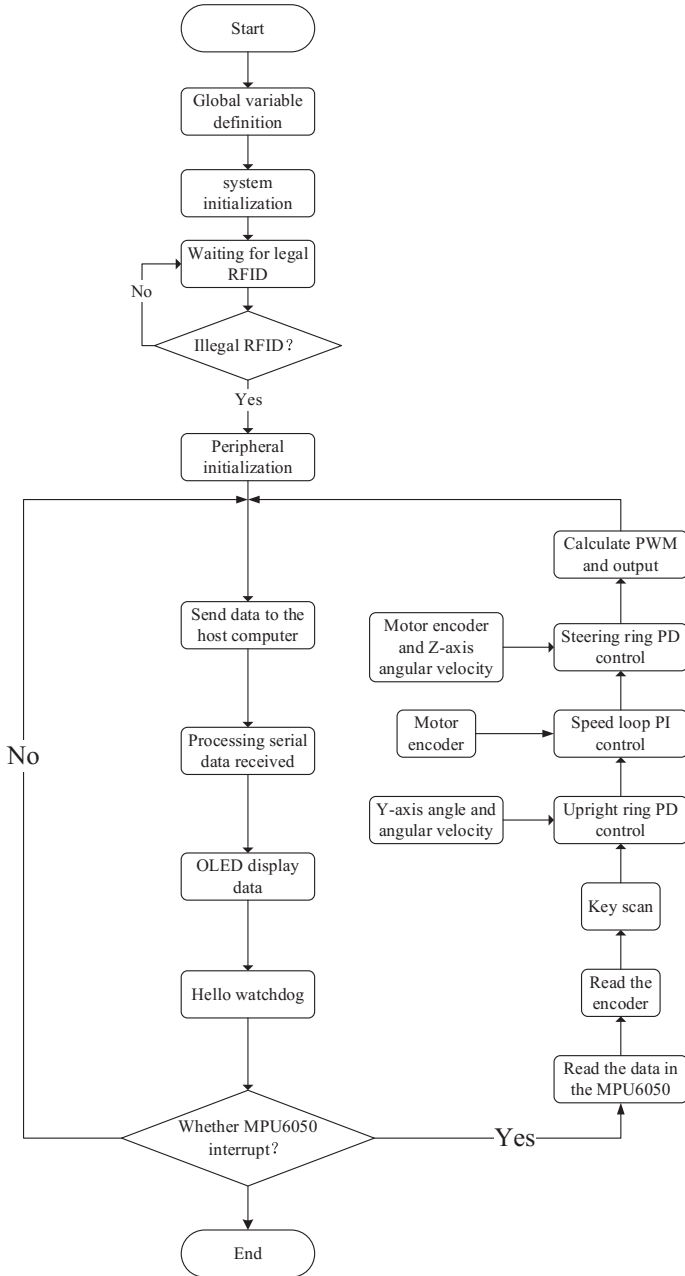 Start
Global variable
definition
system
initialization
Waiting for legal
RFID
No
Illegal RFID？
Yes
Peripheral
initialization
Calculate PWM
and output
Send data to the
host computer
Motor encoder
and Z-axis
angular velocity
Steering ring PD
control
No
Processing serial
data received
Motor
encoder
Speed loop PI
control
Y-axis angle and
angular velocity
Upright ring PD
control
OLED display
data
Key scan
Hello watchdog
Read the
encoder
Read the data in
the MPU6050
Whether MPU6050
interrupt？
Yes
End